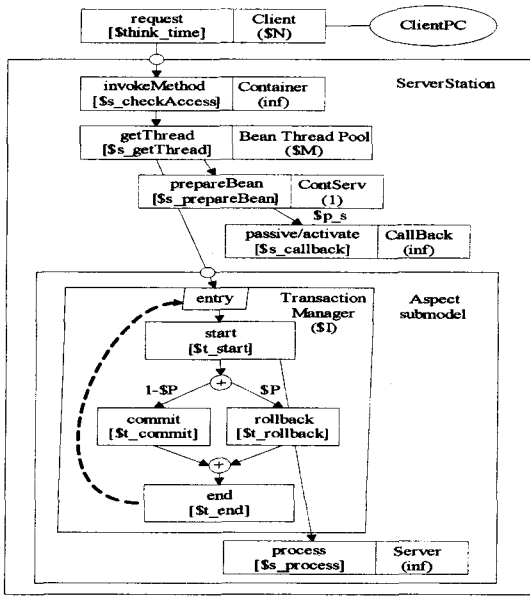 request
[$think_time]
Client
($N)
ClientPC
ServerStation
invokeMethod
[$s_checkAccess]
Container
(inf)
getThread
[$s_getThread]
Bean Thread Pool
($M)
prepareBean
[$s_prepareBean]
ContServ
(1)
$p_s
passive/activate
[$s_callback]
CallBack
(inf)
entry
Transaction
Manager
($I)
Aspect
submodel
start
[$t_start]
+
1-$P
$P
commit
[$t_commit]
rollback
[$t_rollback]
+
end
[$t_end]
process
[$s_process]
Server
(inf)